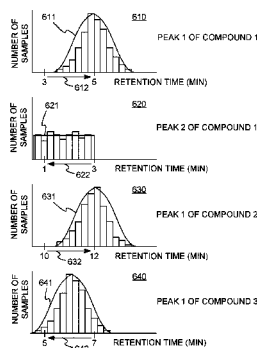 611
610
NUMBER OF SAMPLES
PEAK 1 OF COMPOUND 1
3 5 RETENTION TIME (MIN)
612
621
620
NUMBER OF SAMPLES
PEAK 2 OF COMPOUND 1
1 3 RETENTION TIME (MIN)
622
631
630
NUMBER OF SAMPLES
PEAK 1 OF COMPOUND 2
10 12 RETENTION TIME (MIN)
632
641
640
NUMBER OF SAMPLES
PEAK 1 OF COMPOUND 3
5 7 RETENTION TIME (MIN)